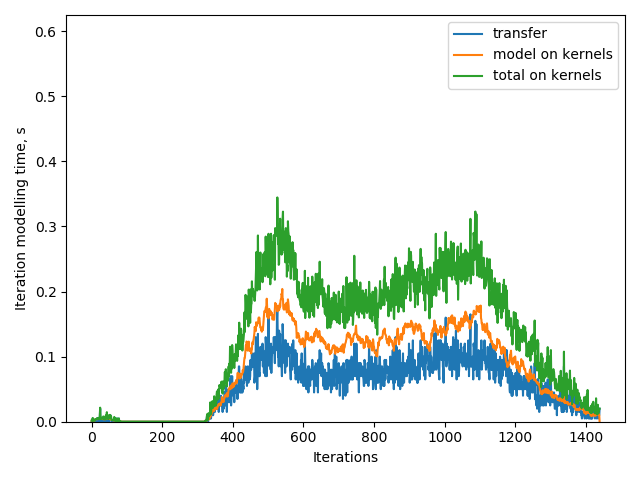 transfer
model on kernels
total on kernels
Iteration modelling time, s
0.6
0.5
0.4
0.3
0.2
0.1
0.0
0 200 400 600 800 1000 1200 1400
Iterations